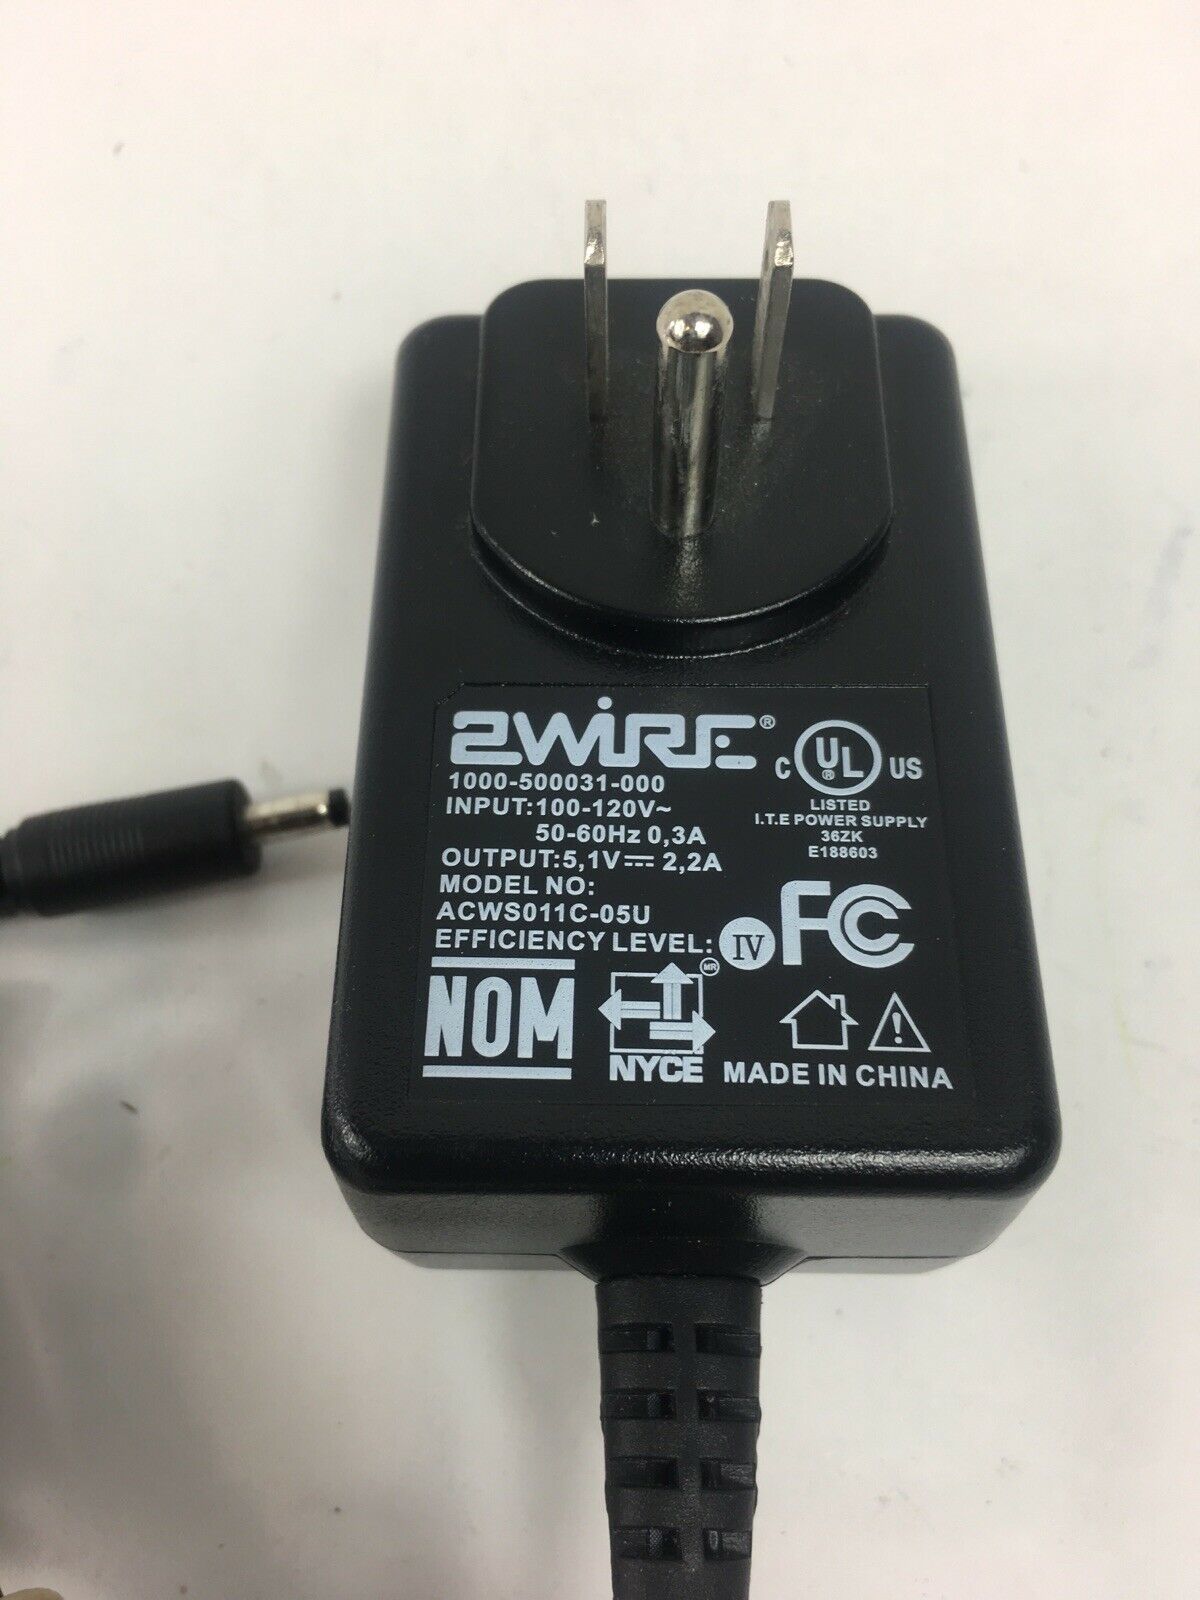 2WiRE®
1000-500031-000
INPUT:100-120V~
50-60Hz 0,3A
OUTPUT:5,1V⎓ 2,2A
MODEL NO:
ACWS011C-05U
EFFICIENCY LEVEL: IV
C UL® US
LISTED
I.T.E POWER SUPPLY
36ZK
E188603
FC
NOM
MR
NYCE
MADE IN CHINA